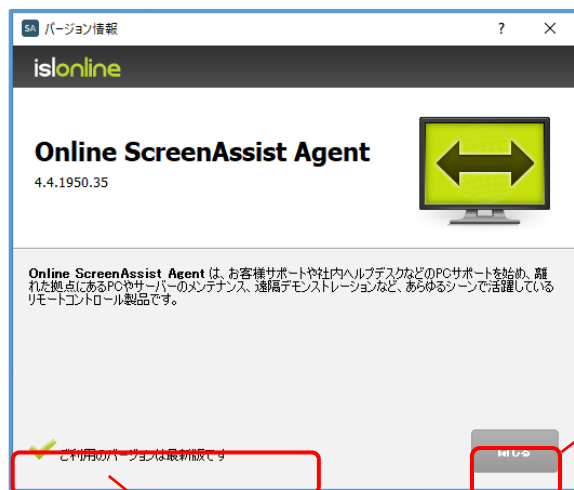 SA バージョン情報 ? ×
islonline
Online ScreenAssist Agent
4.4.1950.35
Online ScreenAssist Agent は、お客様サポートや社内ヘルプデスクなどのPCサポートを始め、離
れた拠点にあるPCやサーバーのメンテナンス、遠隔デモンストレーションなど、あらゆるシーンで活躍している
リモートコントロール製品です。
ご利用のバージョンは最新版です
閉じる